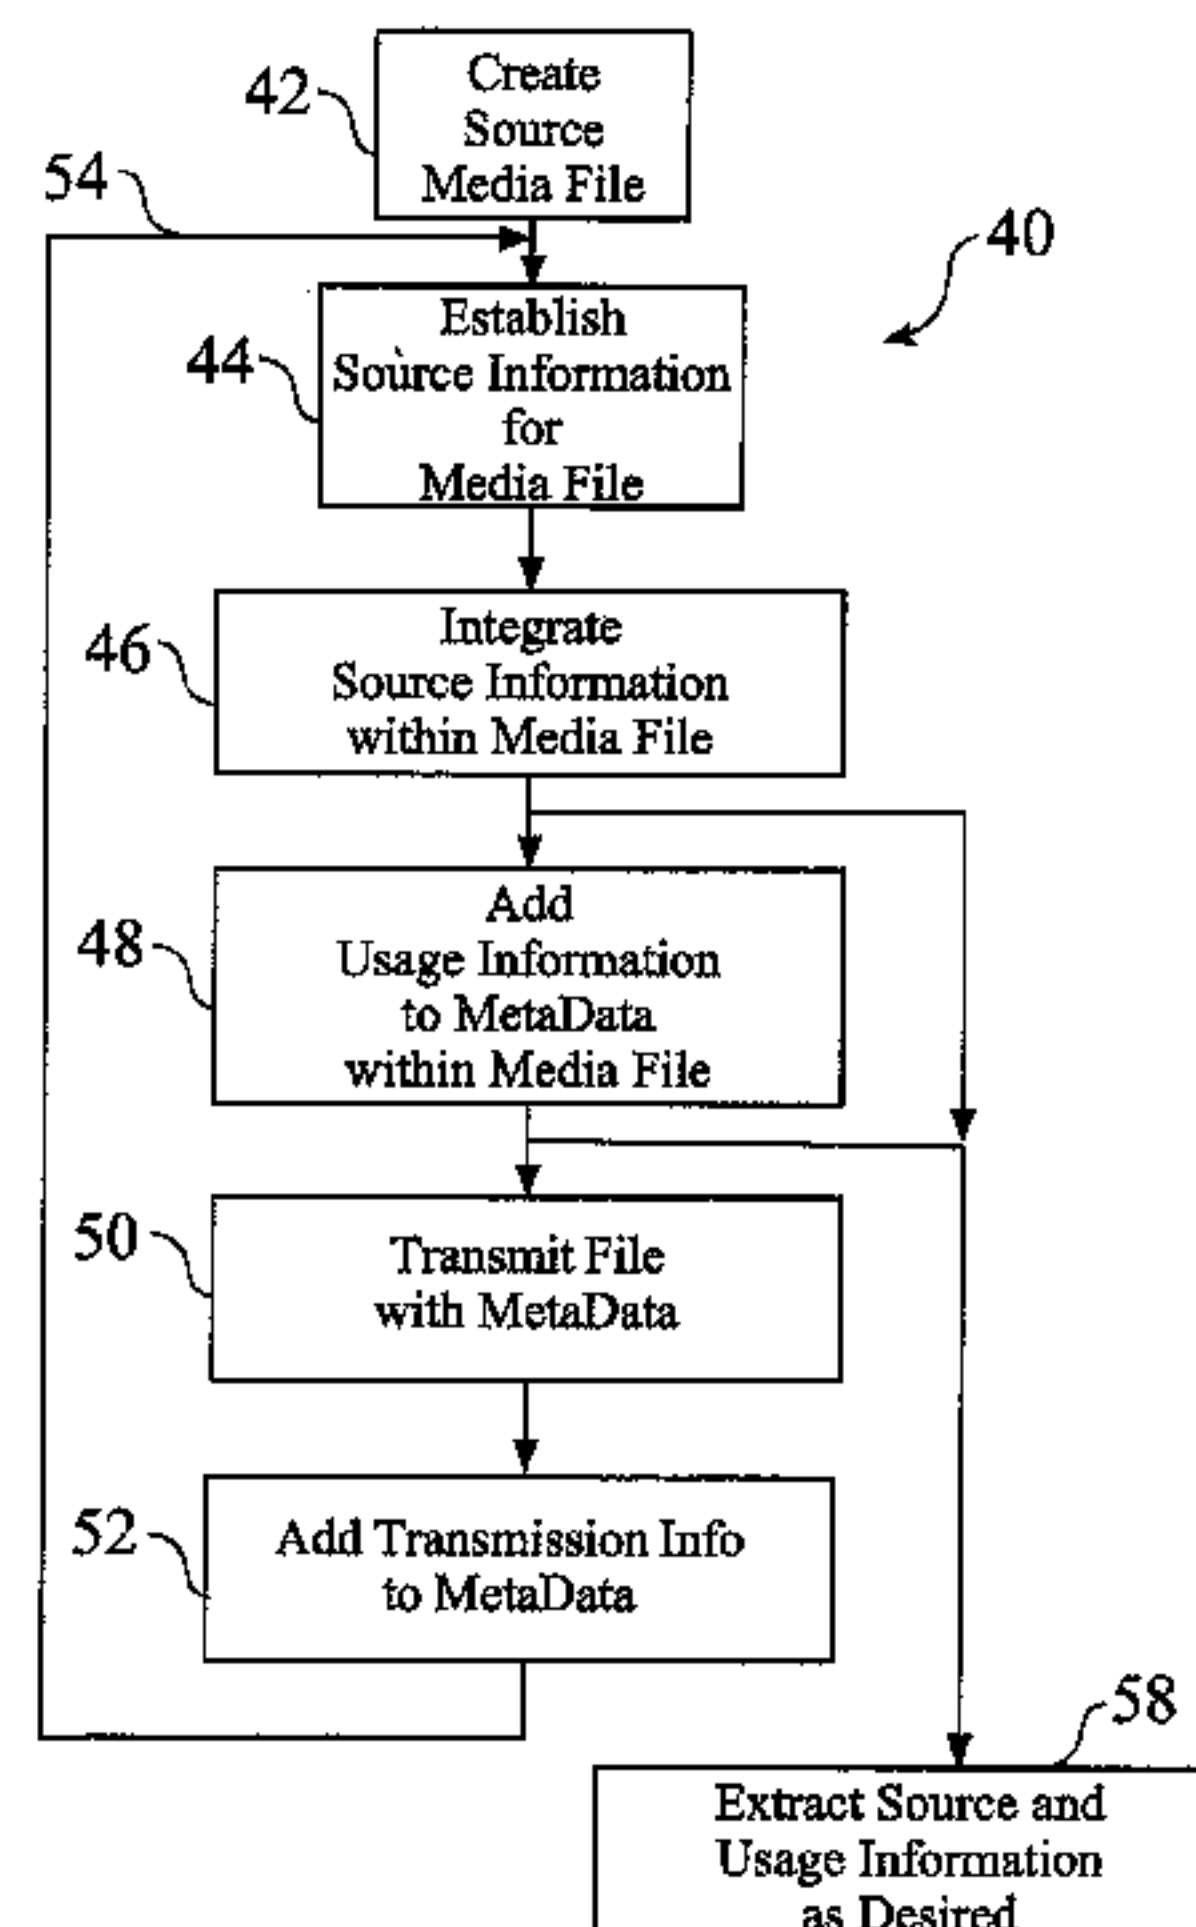 42
Create
Source
Media File
54
40
44
Establish
Source Information
for
Media File
46
Integrate
Source Information
within Media File
48
Add
Usage Information
to MetaData
within Media File
50
Transmit File
with MetaData
52
Add Transmission Info
to MetaData
58
Extract Source and
Usage Information
as Desired